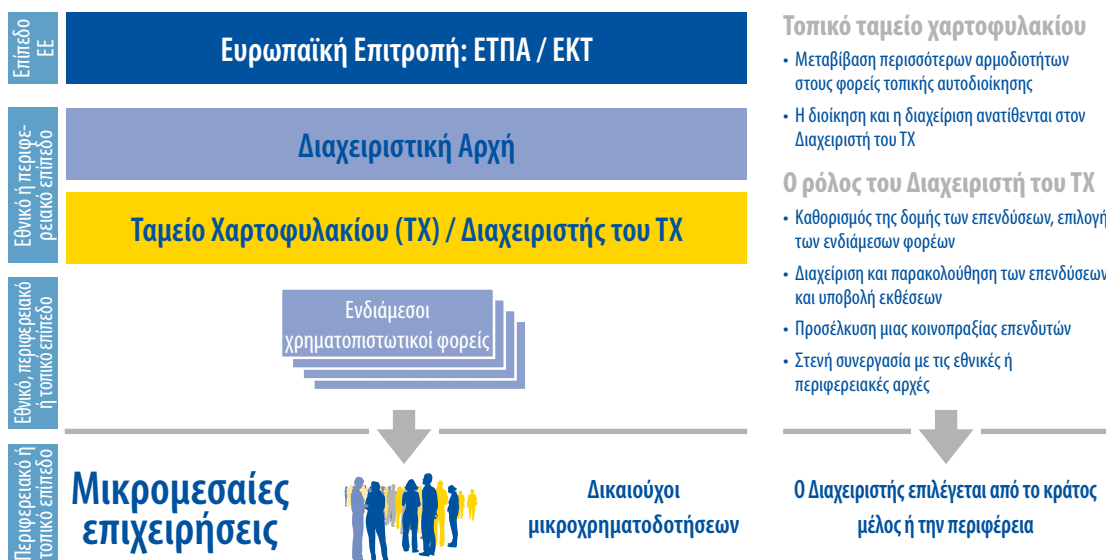 Επίπεδο
ΕΕ
Ευρωπαϊκή Επιτροπή: ΕΤΠΑ / ΕΚΤ
Εθνικό ή περιφε-
ρειακό επίπεδο
Διαχειριστική Αρχή
Ταμείο Χαρτοφυλακίου (ΤΧ) / Διαχειριστής του ΤΧ
Εθνικό, περιφερειακό
ή τοπικό επίπεδο
Ενδιάμεσοι
χρηματοπιστωτικοί φορείς
Περιφερειακό ή
τοπικό επίπεδο
Μικρομεσαίες
επιχειρήσεις
Δικαιούχοι
μικροχρηματοδοτήσεων
Τοπικό ταμείο χαρτοφυλακίου
• Μεταβίβαση περισσότερων αρμοδιοτήτων
στους φορείς τοπικής αυτοδιοίκησης
• Η διοίκηση και η διαχείριση ανατίθενται στον
Διαχειριστή του ΤΧ
Ο ρόλος του Διαχειριστή του ΤΧ
• Καθορισμός της δομής των επενδύσεων, επιλογή
των ενδιάμεσων φορέων
• Διαχείριση και παρακολούθηση των επενδύσεων
και υποβολή εκθέσεων
• Προσέλκυση μιας κοινοπραξίας επενδυτών
• Στενή συνεργασία με τις εθνικές ή
περιφερειακές αρχές
Ο Διαχειριστής επιλέγεται από το κράτος
μέλος ή την περιφέρεια